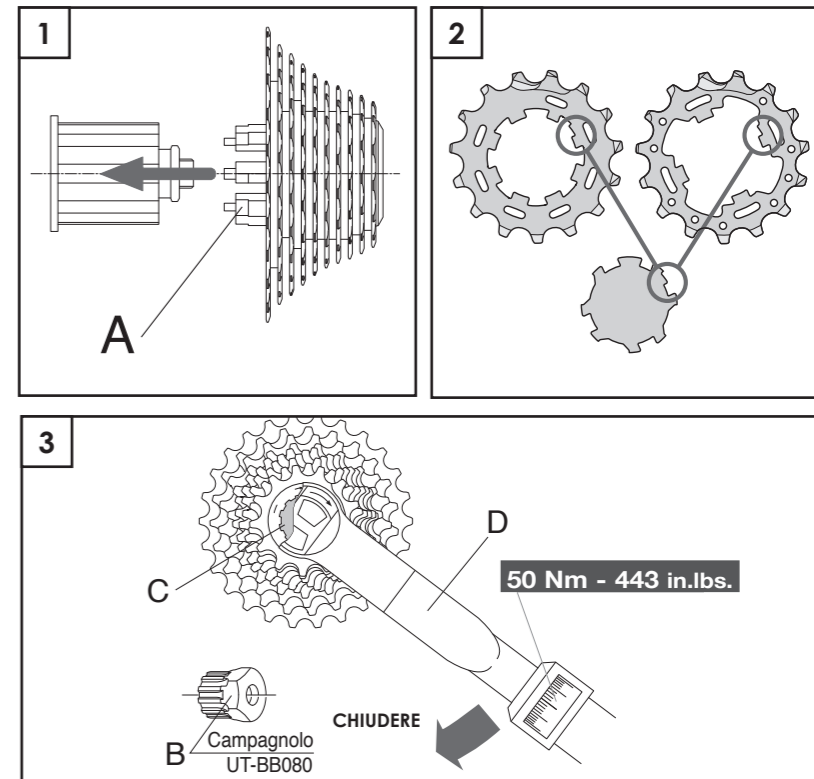 1
A
2
3
C
D
50 Nm - 443 in.lbs.
B
Campagnolo
UT-BB080
CHIUDERE